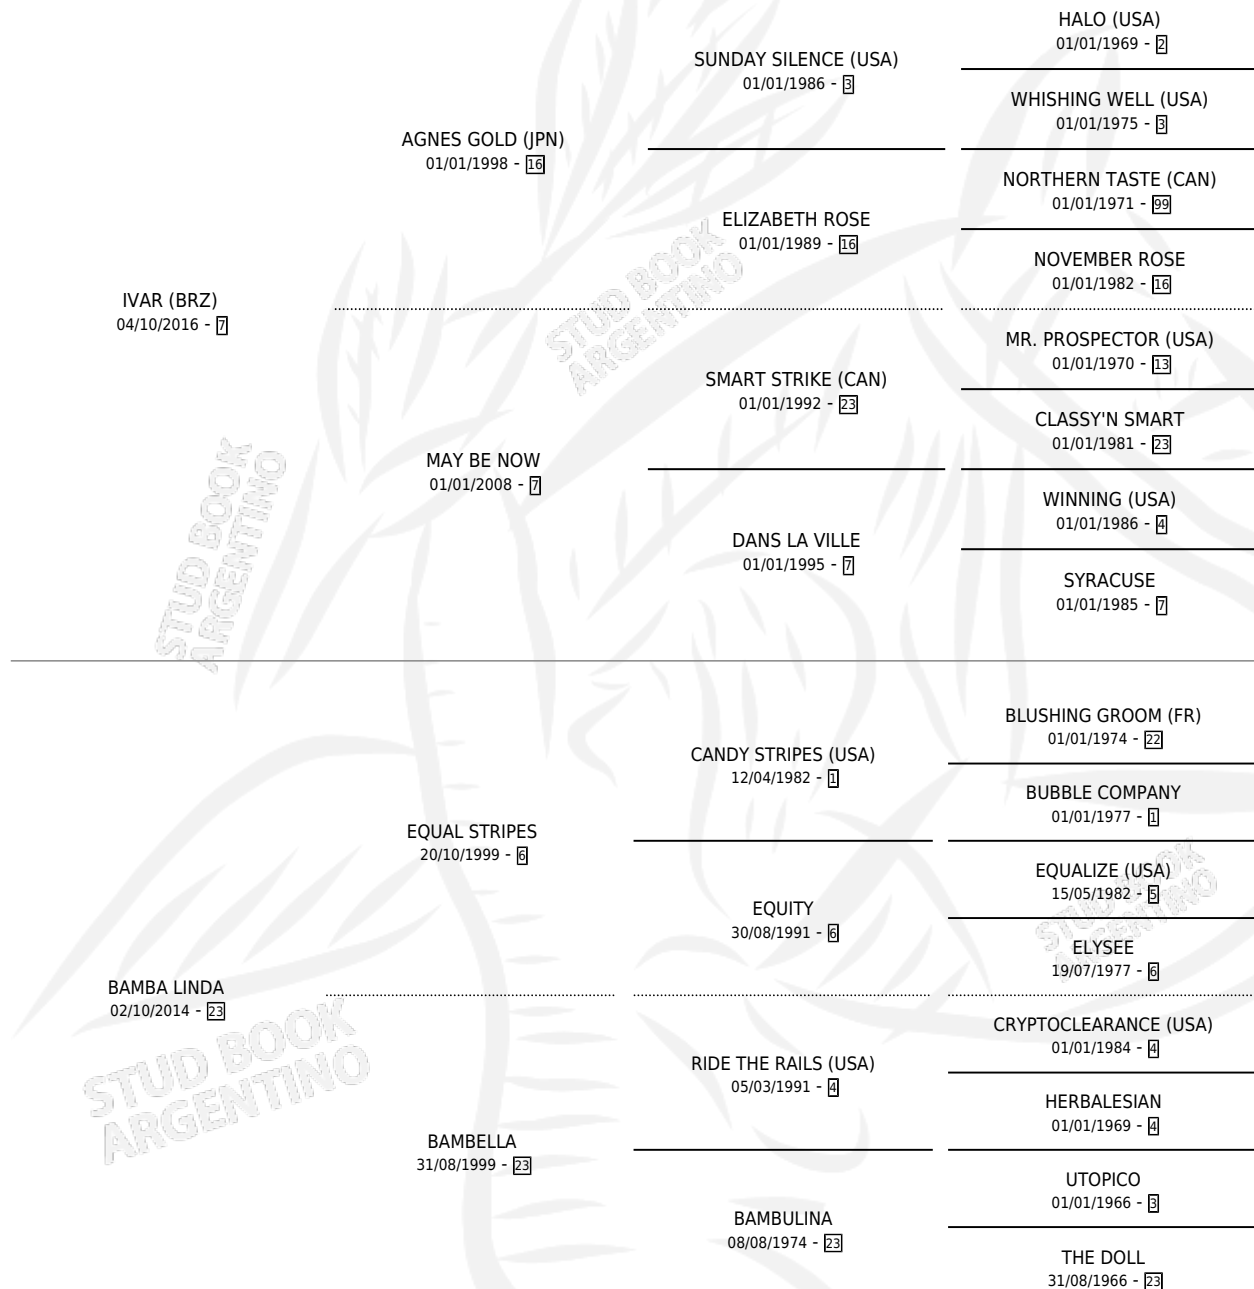 HALO (USA)
01/01/1969 - 2
SUNDAY SILENCE (USA)
01/01/1986 - 3
WHISHING WELL (USA)
01/01/1975 - 3
AGNES GOLD (JPN)
01/01/1998 - 16
NORTHERN TASTE (CAN)
01/01/1971 - 99
ELIZABETH ROSE
01/01/1989 - 16
NOVEMBER ROSE
01/01/1982 - 16
IVAR (BRZ)
04/10/2016 - 7
MR. PROSPECTOR (USA)
01/01/1970 - 13
SMART STRIKE (CAN)
01/01/1992 - 23
CLASSY'N SMART
01/01/1981 - 23
MAY BE NOW
01/01/2008 - 7
WINNING (USA)
01/01/1986 - 4
DANS LA VILLE
01/01/1995 - 7
SYRACUSE
01/01/1985 - 7
BLUSHING GROOM (FR)
01/01/1974 - 22
CANDY STRIPES (USA)
12/04/1982 - 1
BUBBLE COMPANY
01/01/1977 - 1
EQUAL STRIPES
20/10/1999 - 6
EQUALIZE (USA)
15/05/1982 - 5
EQUITY
30/08/1991 - 6
ELYSEE
19/07/1977 - 6
BAMBA LINDA
02/10/2014 - 23
CRYPTOCLEARANCE (USA)
01/01/1984 - 4
RIDE THE RAILS (USA)
05/03/1991 - 4
HERBALESIAN
01/01/1969 - 4
BAMBELLA
31/08/1999 - 23
UTOPICO
01/01/1966 - 3
BAMBULINA
08/08/1974 - 23
THE DOLL
31/08/1966 - 23
STUD BOOK
ARGENTINO
STUD BOOK
ARGENTINO
STUD BOOK
ARGENTINO
STUD BOOK
ARGENTINO